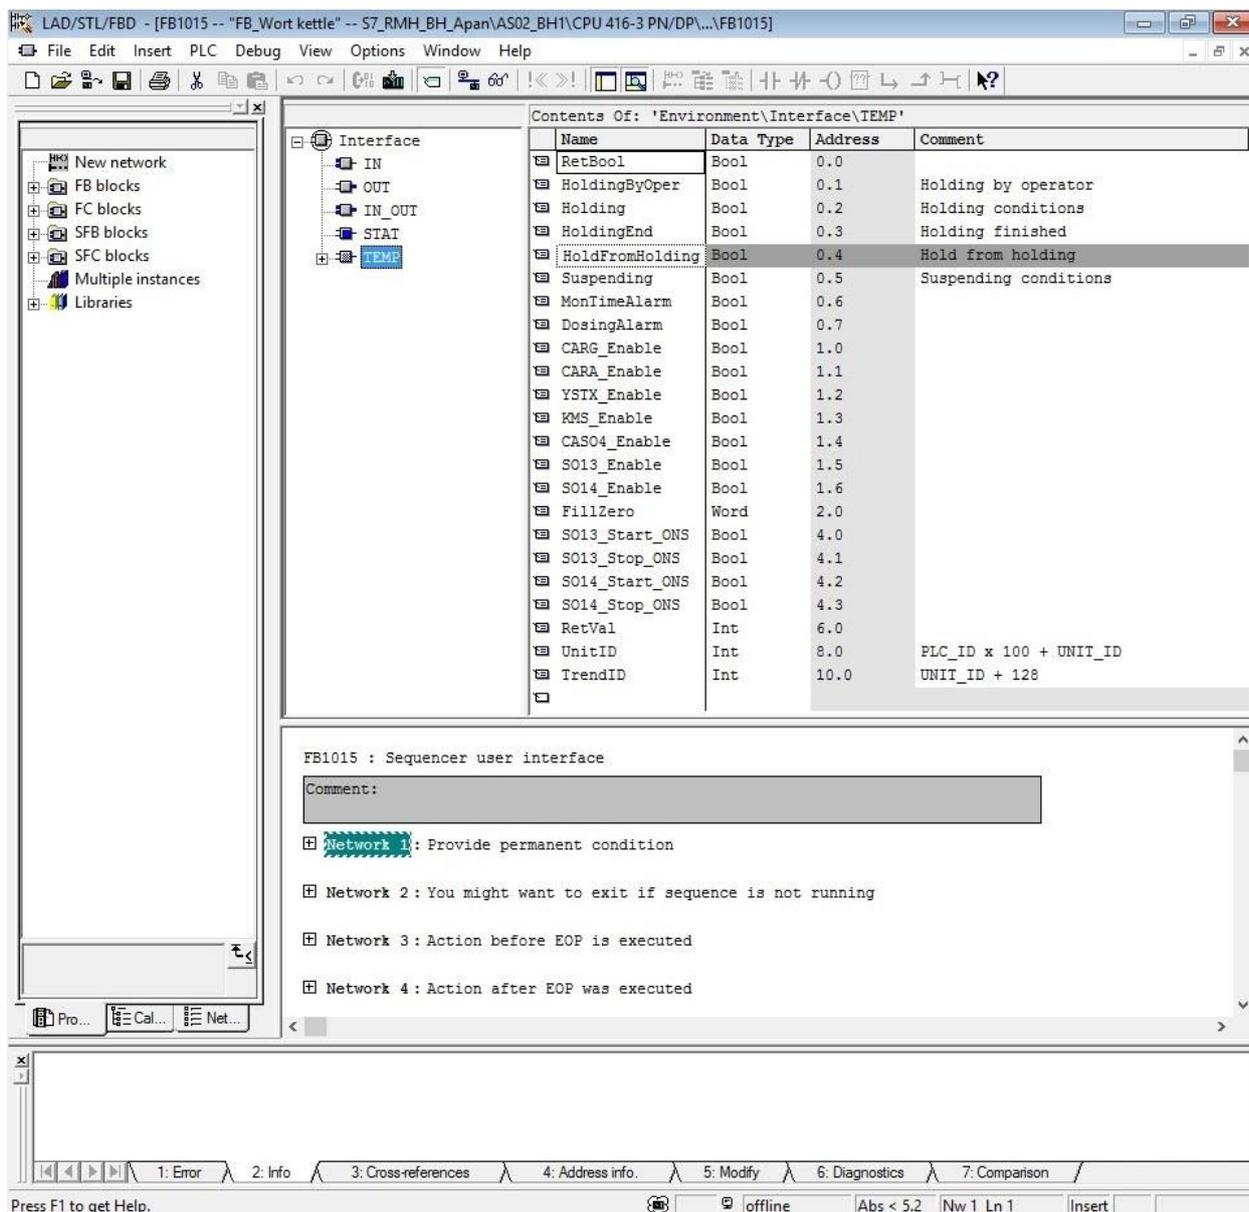 LAD/STL/FBD - [FB1015 -- "FB_Wort kettle" -- S7_RMH_BH_Apan\AS02_BH1\CPU 416-3 PN/DP\...\FB1015]
File Edit Insert PLC Debug View Options Window Help
New network
FB blocks
FC blocks
SFB blocks
SFC blocks
Multiple instances
Libraries
Pro... Cal... Net...
Interface
IN
OUT
IN_OUT
STAT
TEMP
Contents Of: 'Environment\Interface\TEMP'
Name Data Type Address Comment
RetBool Bool 0.0
HoldingByOper Bool 0.1 Holding by operator
Holding Bool 0.2 Holding conditions
HoldingEnd Bool 0.3 Holding finished
HoldFromHolding Bool 0.4 Hold from holding
Suspending Bool 0.5 Suspending conditions
MonTimeAlarm Bool 0.6
DosingAlarm Bool 0.7
CARG_Enable Bool 1.0
CARA_Enable Bool 1.1
YSTX_Enable Bool 1.2
KMS_Enable Bool 1.3
CASO4_Enable Bool 1.4
SO13_Enable Bool 1.5
SO14_Enable Bool 1.6
FillZero Word 2.0
SO13_Start_ONS Bool 4.0
SO13_Stop_ONS Bool 4.1
SO14_Start_ONS Bool 4.2
SO14_Stop_ONS Bool 4.3
RetVal Int 6.0
UnitID Int 8.0 PLC_ID x 100 + UNIT_ID
TrendID Int 10.0 UNIT_ID + 128
FB1015 : Sequencer user interface
Comment:
Network 1: Provide permanent condition
Network 2: You might want to exit if sequence is not running
Network 3: Action before EOP is executed
Network 4: Action after EOP was executed
1: Error 2: Info 3: Cross-references 4: Address info. 5: Modify 6: Diagnostics 7: Comparison
Press F1 to get Help. offline Abs < 5.2 Nw 1 Ln 1 Insert